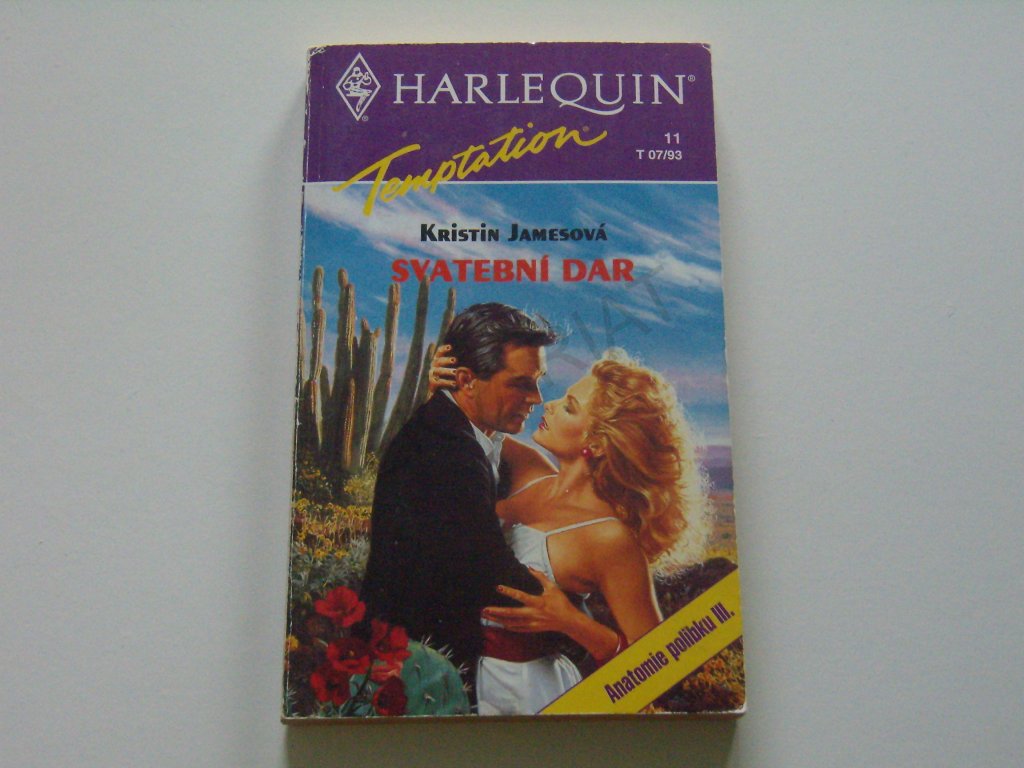 HARLEQUIN®
Temptation®
11
T 07/93
KRISTIN JAMESOVÁ
SVATEBNÍ DAR
Anatomie polibku III.